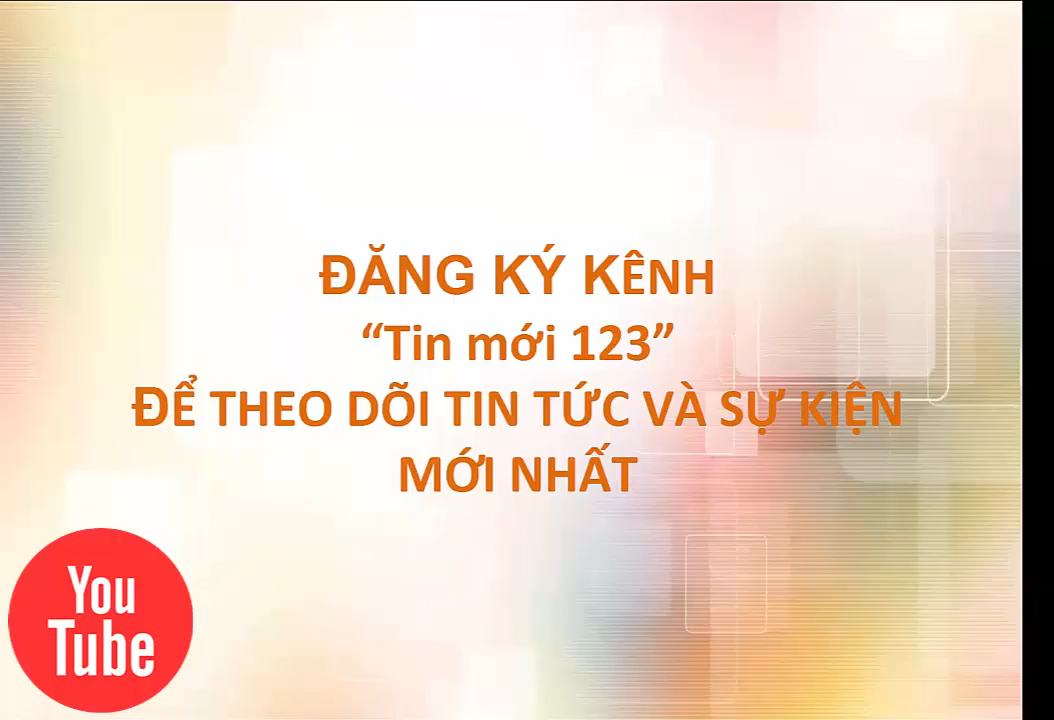 ĐĂNG KÝ KÊNH
“Tin mới 123”
ĐỂ THEO DÕI TIN TỨC VÀ SỰ KIỆN
MỚI NHẤT
You
Tube